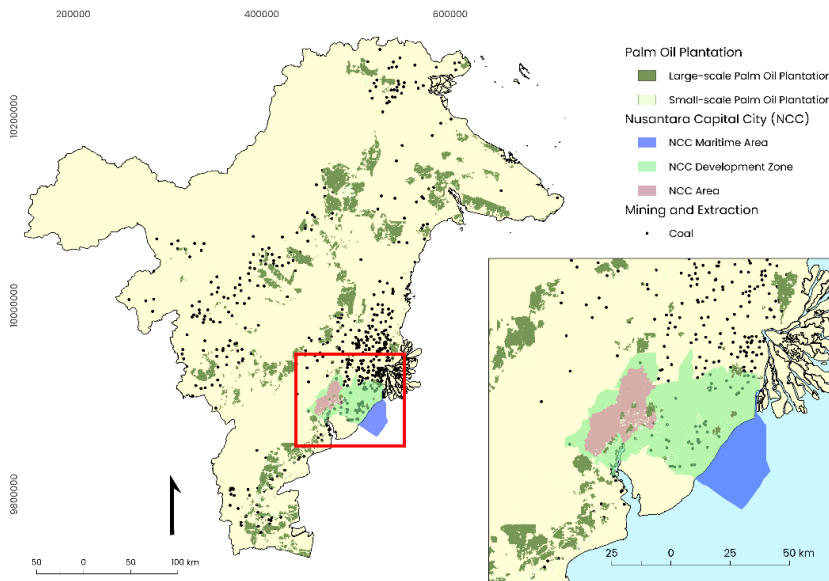 200000 400000 600000
10200000
10000000
9800000
Palm Oil Plantation
Large-scale Palm Oil Plantation
Small-scale Palm Oil Plantation
Nusantara Capital City (NCC)
NCC Maritime Area
NCC Development Zone
NCC Area
Mining and Extraction
Coal
50 0 50 100 km
25 0 25 50 km